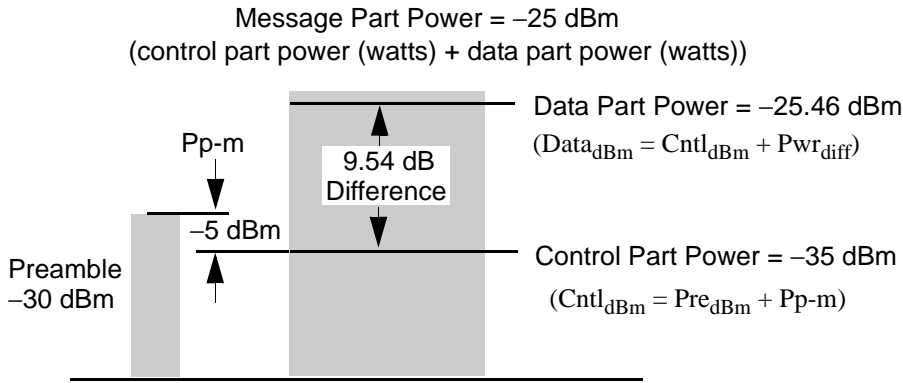 Message Part Power = −25 dBm
(control part power (watts) + data part power (watts))
Data Part Power = −25.46 dBm
(Data_dBm = Cntl_dBm + Pwr_diff)
Pp-m
9.54 dB
Difference
−5 dBm
Control Part Power = −35 dBm
(Cntl_dBm = Pre_dBm + Pp-m)
Preamble
−30 dBm